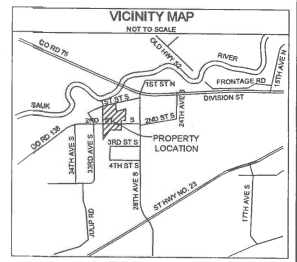 VICINITY MAP
NOT TO SCALE
CO RD 75
OLD HWY 52
RIVER
15TH AVE N
FRONTAGE RD
1ST ST N
DIVISION ST
SAUK
1ST ST S
24TH AVE S
2ND ST S
2ND ST S
CO RD 138
PROPERTY
LOCATION
34TH AVE S
33RD AVE S
3RD ST S
4TH ST S
28TH AVE S
ST HWY NO. 23
17TH AVE S
JULIP RD